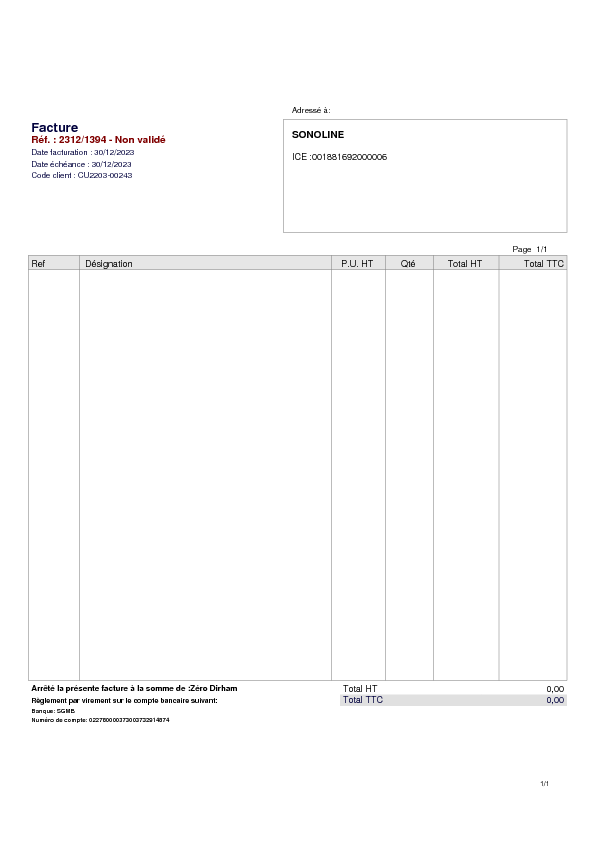 Adressé à:
Facture
Réf. : 2312/1394 - Non validé
Date facturation : 30/12/2023
Date échéance : 30/12/2023
Code client : CU2203-00243
SONOLINE
ICE :001881692000006
Page 1/1
Ref Désignation P.U. HT Qté Total HT Total TTC
Arrêté la présente facture à la somme de :Zéro Dirham
Total HT 0,00
Règlement par virement sur le compte bancaire suivant:
Total TTC 0,00
Banque: SGMB
Numéro de compte:
1/1